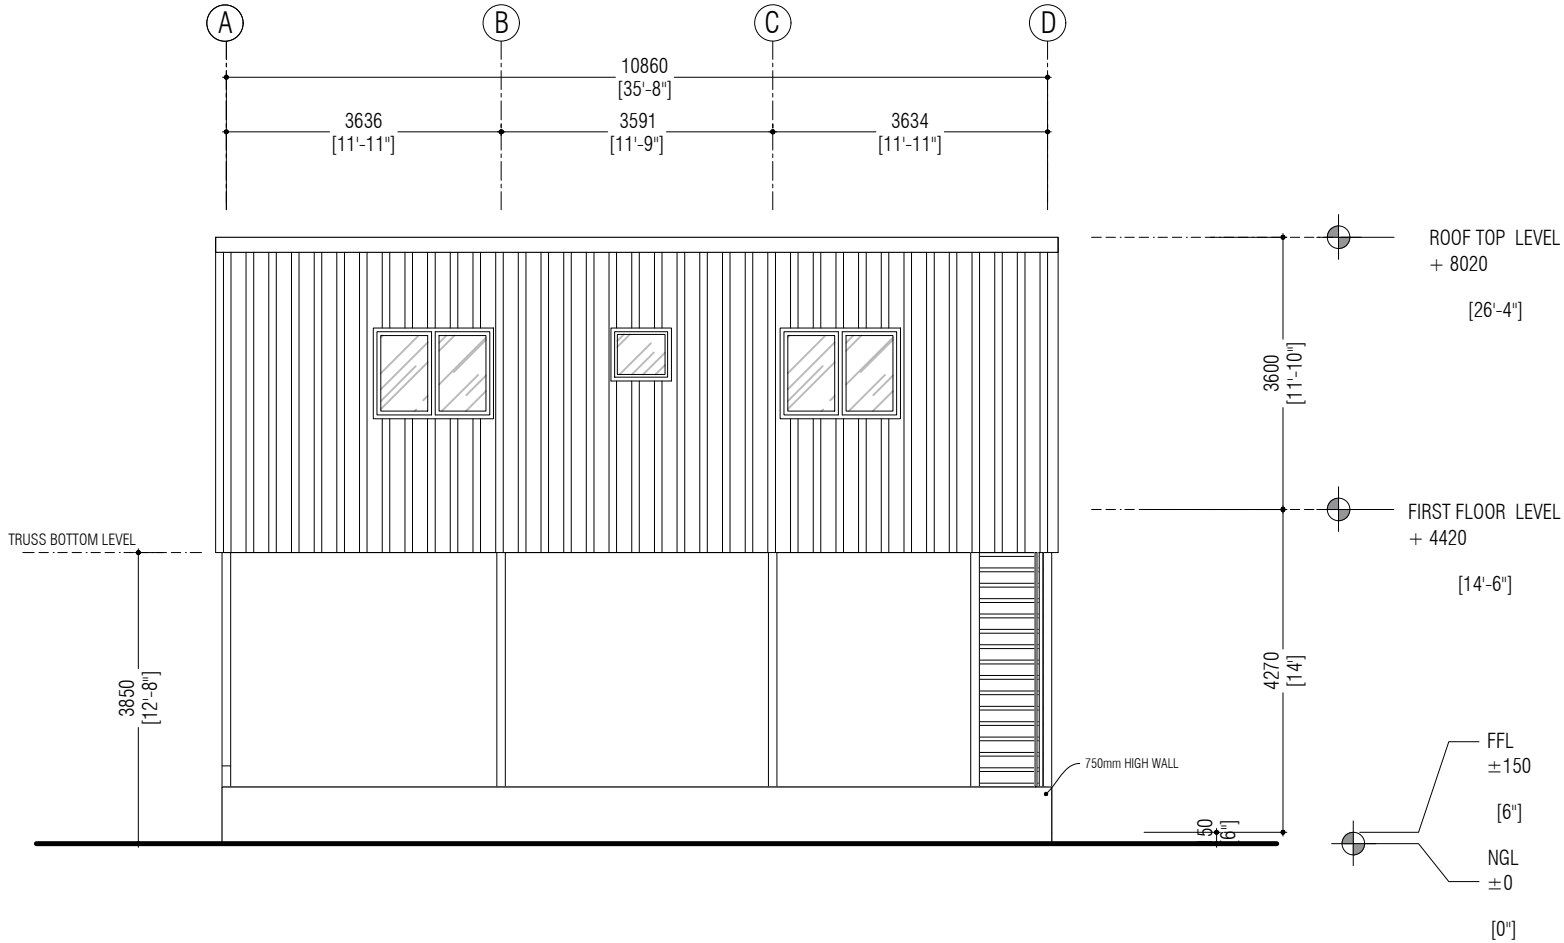 A B C D
10860
[35'-8"]
3636 3591 3634
[11'-11"] [11'-9"] [11'-11"]
ROOF TOP LEVEL
+ 8020
[26'-4"]
3600
[11'-10"]
FIRST FLOOR LEVEL
+ 4420
[14'-6"]
TRUSS BOTTOM LEVEL
3850
[12'-8"]
4270
[14']
750mm HIGH WALL
FFL
±150
[6"]
50
[6"]
NGL
±0
[0"]